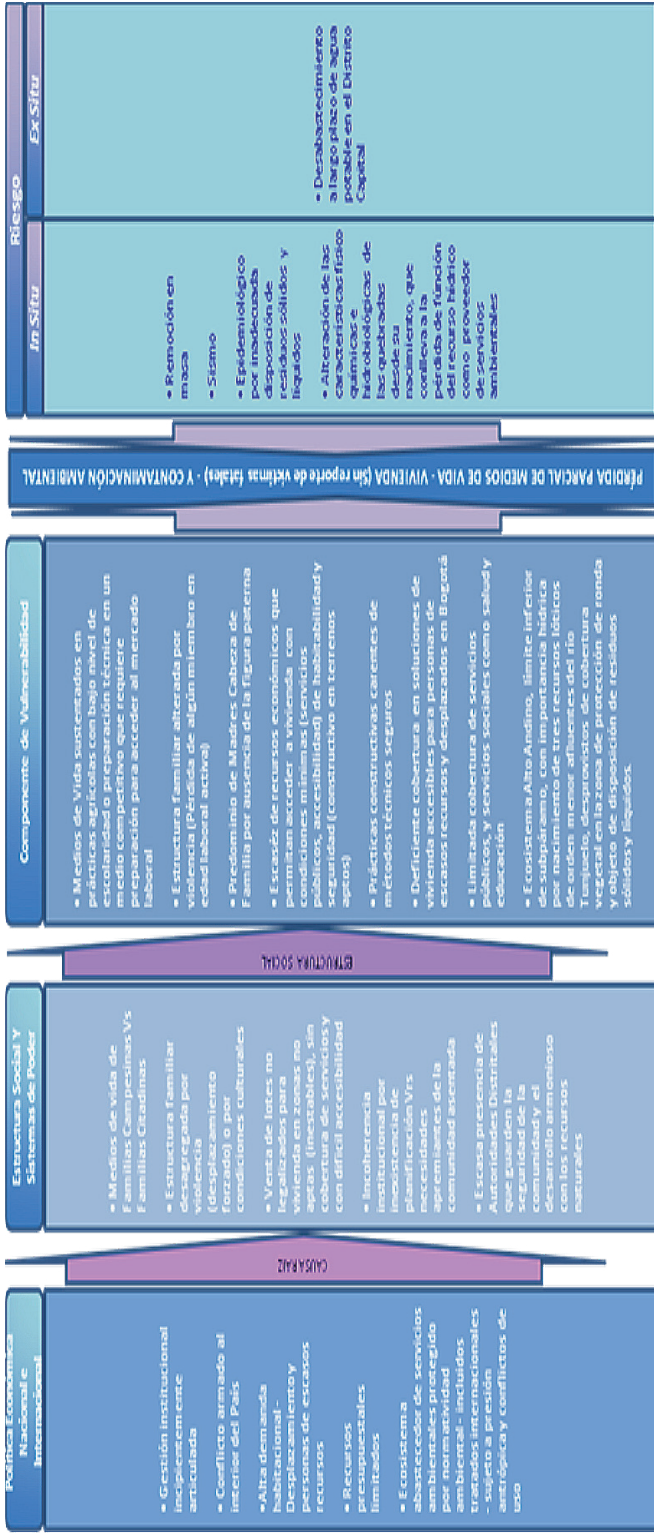 Política Económica
Nacional e
Internacional
• Gestión institucional
incipientemente
articulada
• Conflicto armado al
interior del País
• Alta demanda
habitacional -
Desplazamiento y
personas de escasos
recursos
• Recursos
presupuestales
limitados
• Ecosistema
abastecedor de servicios
ambientales protegido
por normatividad
ambiental - incluidos
tratados internacionales
- sujeto a presión
antrópica y conflictos de
uso
CAUSA RAIZ
Estructura Social Y
Sistemas de Poder
• Medios de vida de
Familias Campesinas Vs
Familias Citadinas
• Estructura familiar
desagregada por
violencia
(desplazamiento
forzado) o por
condiciones culturales
• Venta de lotes no
legalizados para
vivienda en zonas no
aptas (inestables), sin
cobertura de servicios y
con difícil accesibilidad
• Incoherencia
institucional por
inexistencia de
planificación Vrs
necesidades
apremiantes de la
comunidad asentada
• Escasa presencia de
Autoridades Distritales
que guarden la
seguridad de la
comunidad y el
desarrollo armonioso
con los recursos
naturales
ESTRUCTURA SOCIAL
Componente de Vulnerabilidad
• Medios de Vida sustentados en
prácticas agrícolas con bajo nivel de
escolaridad o preparación técnica en un
medio competitivo que requiere
preparación para acceder al mercado
laboral
• Estructura familiar alterada por
violencia (Pérdida de algún miembro en
edad laboral activa)
• Predominio de Madres Cabeza de
Familia por ausencia de la figura paterna
• Escaséz de recursos económicos que
permitan acceder a vivienda con
condiciones mínimas (servicios
públicos, accesibilidad) de habitabilidad y
seguridad (constructivo en terrenos
aptos)
• Prácticas constructivas carentes de
métodos técnicos seguros
• Deficiente cobertura en soluciones de
vivienda accesibles para personas de
escasos recursos y desplazados en Bogotá
• Limitada cobertura de servicios
públicos, y servicios sociales como salud y
educación
• Ecosistema Alto Andino, límite inferior
de subpáramo, con importancia hídrica
por nacimiento de tres recursos lóticos
de orden menor afluentes del río
Tunjuelo, desprovistos de cobertura
vegetal en la zona de protección de ronda
y objeto de disposición de residuos
sólidos y líquidos.
PÉRDIDA PARCIAL DE MEDIOS DE VIDA - VIVIENDA (Sin reporte de víctimas fatales) - Y CONTAMINACIÓN AMBIENTAL
Riesgo
In Situ
• Remoción en
masa
• Sismo
• Epidemiológico
por inadecuada
disposición de
residuos sólidos y
líquidos
• Alteración de las
características físico
químicas e
hidrobiológicas de
las quebradas
desde su
nacimiento, que
conlleva a la
pérdida de función
del recurso hídrico
como proveedor
de servicios
ambientales
Ex Situ
• Desabastecimiento
a largo plazo de agua
potable en el Distrito
Capital